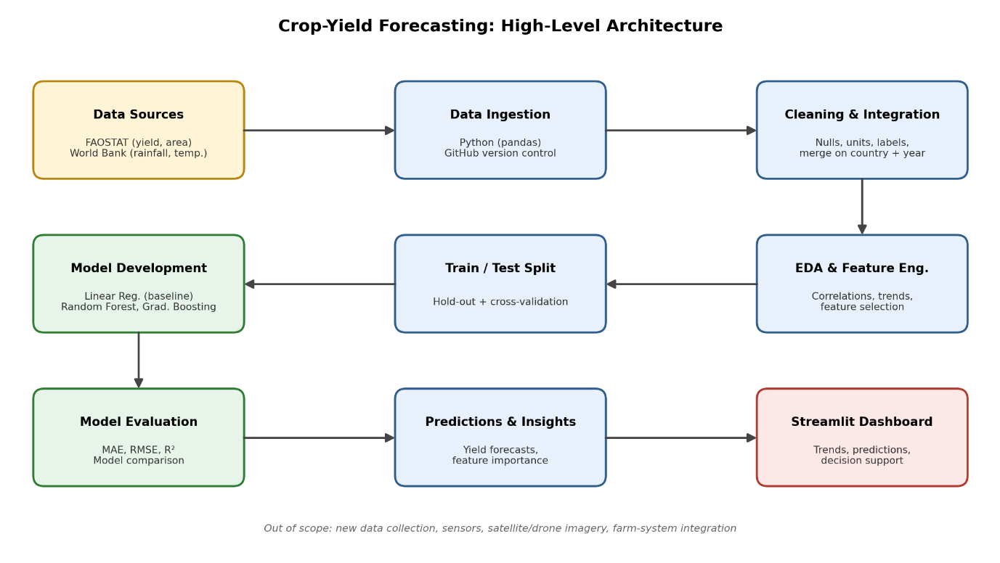 Crop-Yield Forecasting: High-Level Architecture
Data Sources
FAOSTAT (yield, area)
World Bank (rainfall, temp.)
Data Ingestion
Python (pandas)
GitHub version control
Cleaning & Integration
Nulls, units, labels,
merge on country + year
Model Development
Linear Reg. (baseline)
Random Forest, Grad. Boosting
Train / Test Split
Hold-out + cross-validation
EDA & Feature Eng.
Correlations, trends,
feature selection
Model Evaluation
MAE, RMSE, R²
Model comparison
Predictions & Insights
Yield forecasts,
feature importance
Streamlit Dashboard
Trends, predictions,
decision support
Out of scope: new data collection, sensors, satellite/drone imagery, farm-system integration